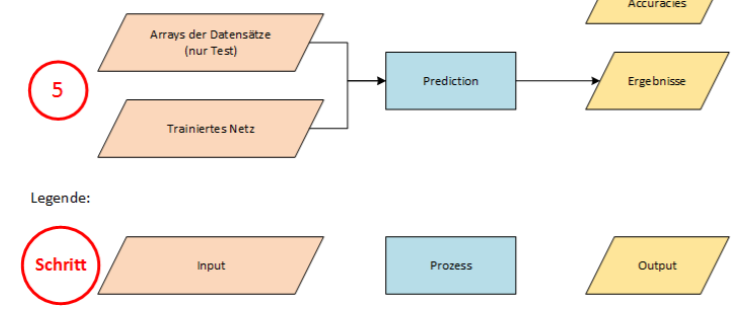 Accuracies
Arrays der Datensätze
(nur Test)
5
Prediction
Ergebnisse
Trainiertes Netz
Legende:
Schritt
Input
Prozess
Output